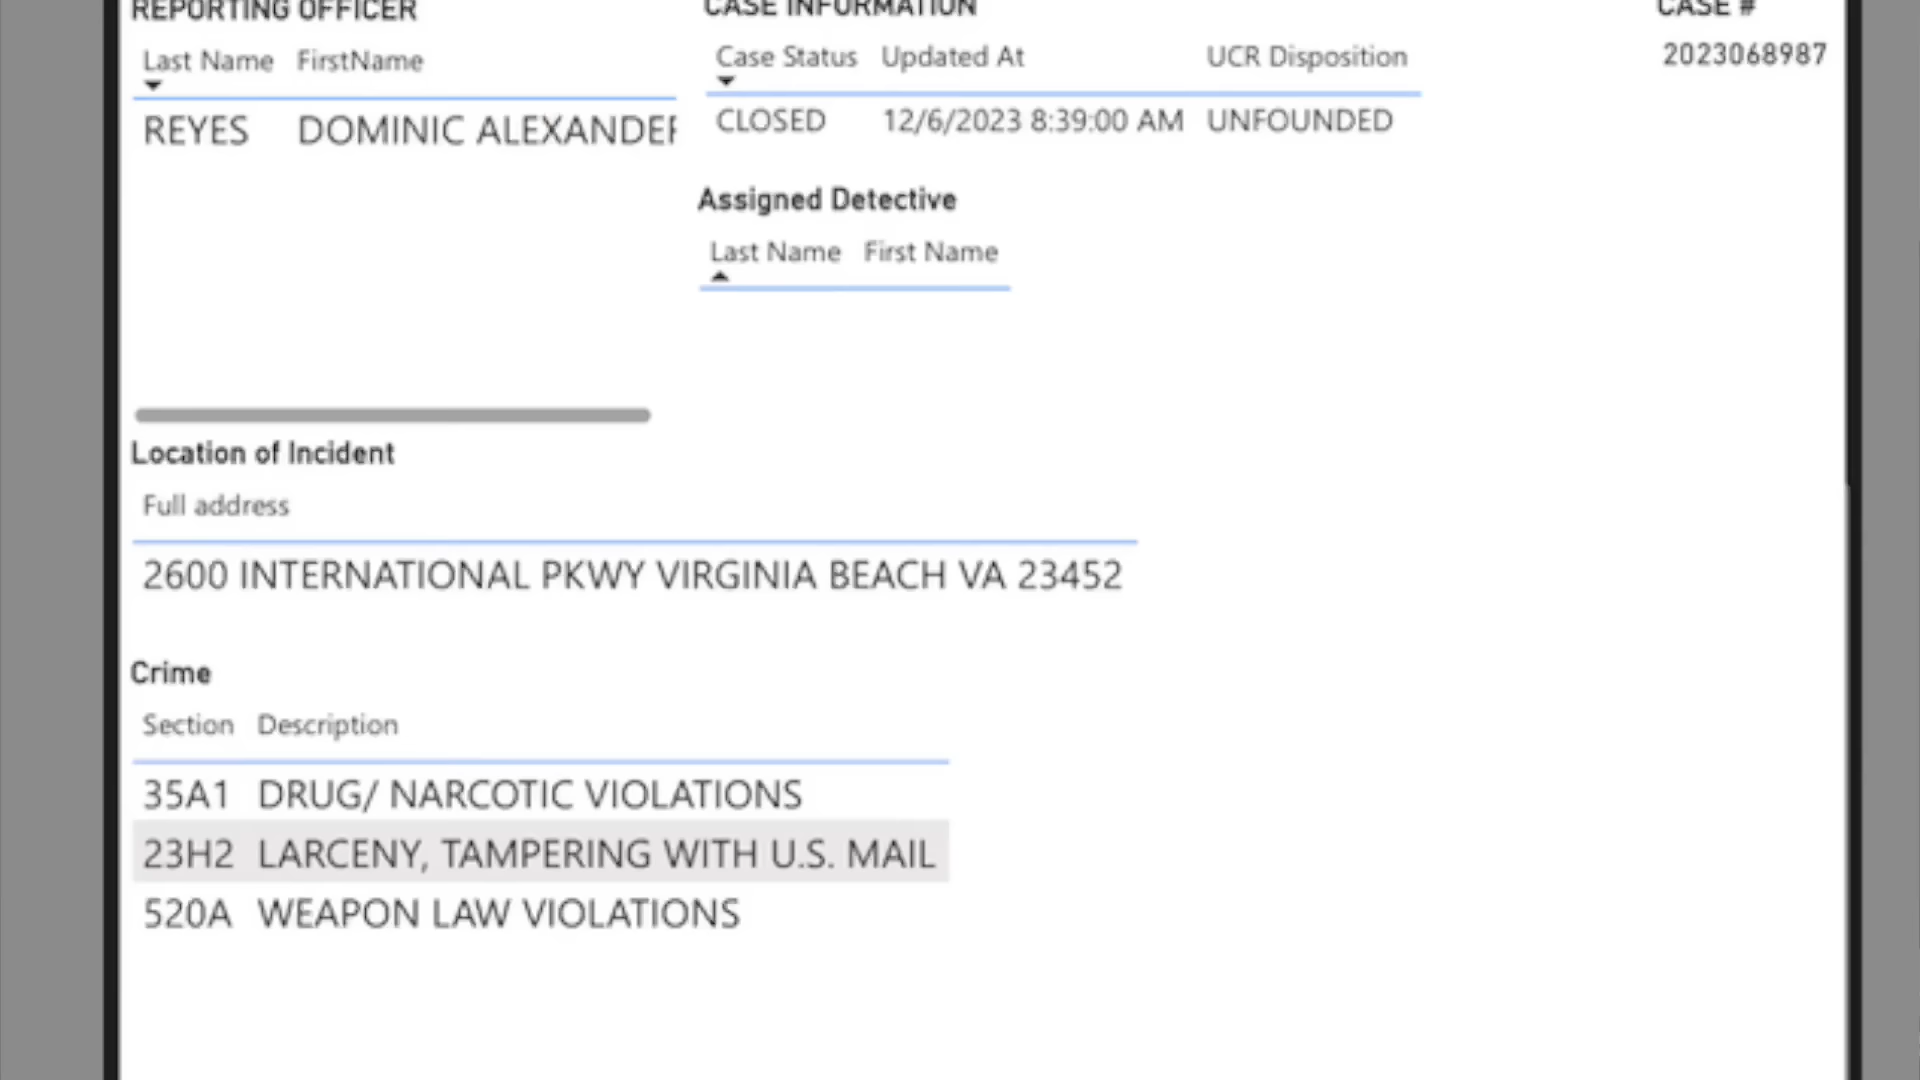 REPORTING OFFICER
Last Name FirstName
REYES DOMINIC ALEXANDER
CASE INFORMATION
Case Status Updated At UCR Disposition
CLOSED 12/6/2023 8:39:00 AM UNFOUNDED
CASE #
2023068987
Assigned Detective
Last Name First Name
Location of Incident
Full address
2600 INTERNATIONAL PKWY VIRGINIA BEACH VA 23452
Crime
Section Description
35A1 DRUG/ NARCOTIC VIOLATIONS
23H2 LARCENY, TAMPERING WITH U.S. MAIL
520A WEAPON LAW VIOLATIONS